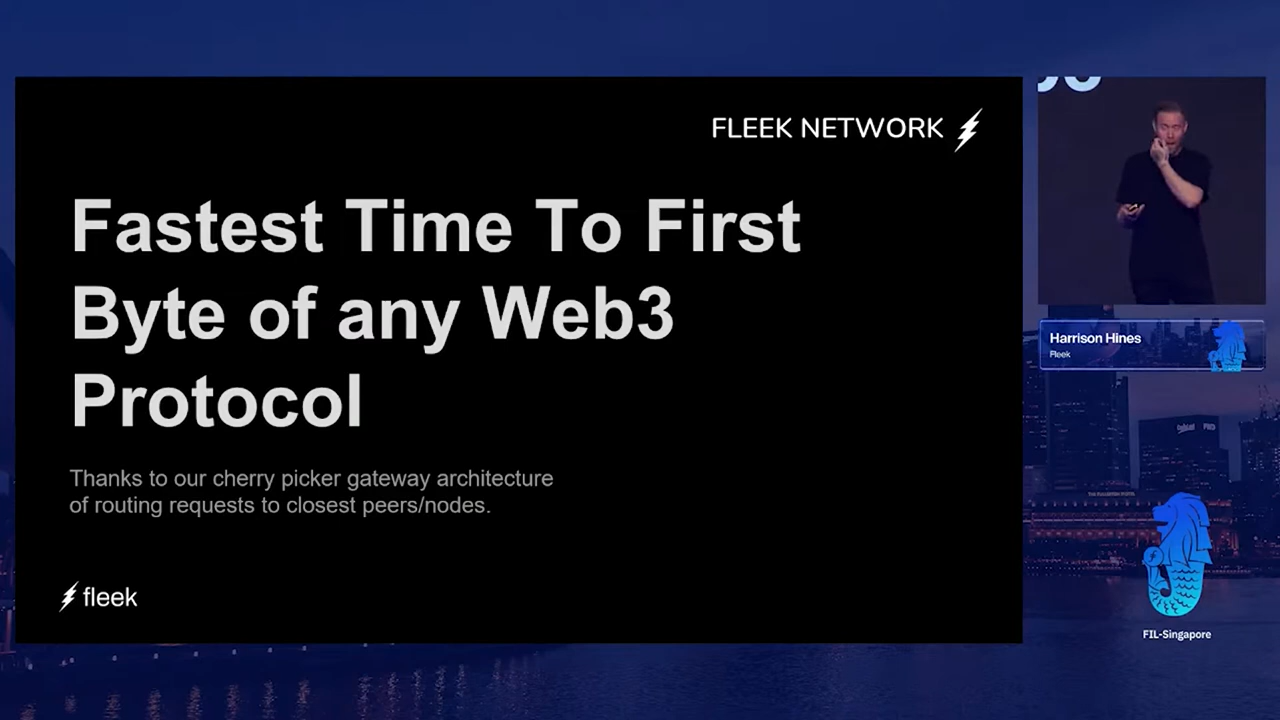 FLEEK NETWORK
Fastest Time To First
Byte of any Web3
Protocol
Thanks to our cherry picker gateway architecture
of routing requests to closest peers/nodes.
fleek
Harrison Hines
Fleek
FIL-Singapore